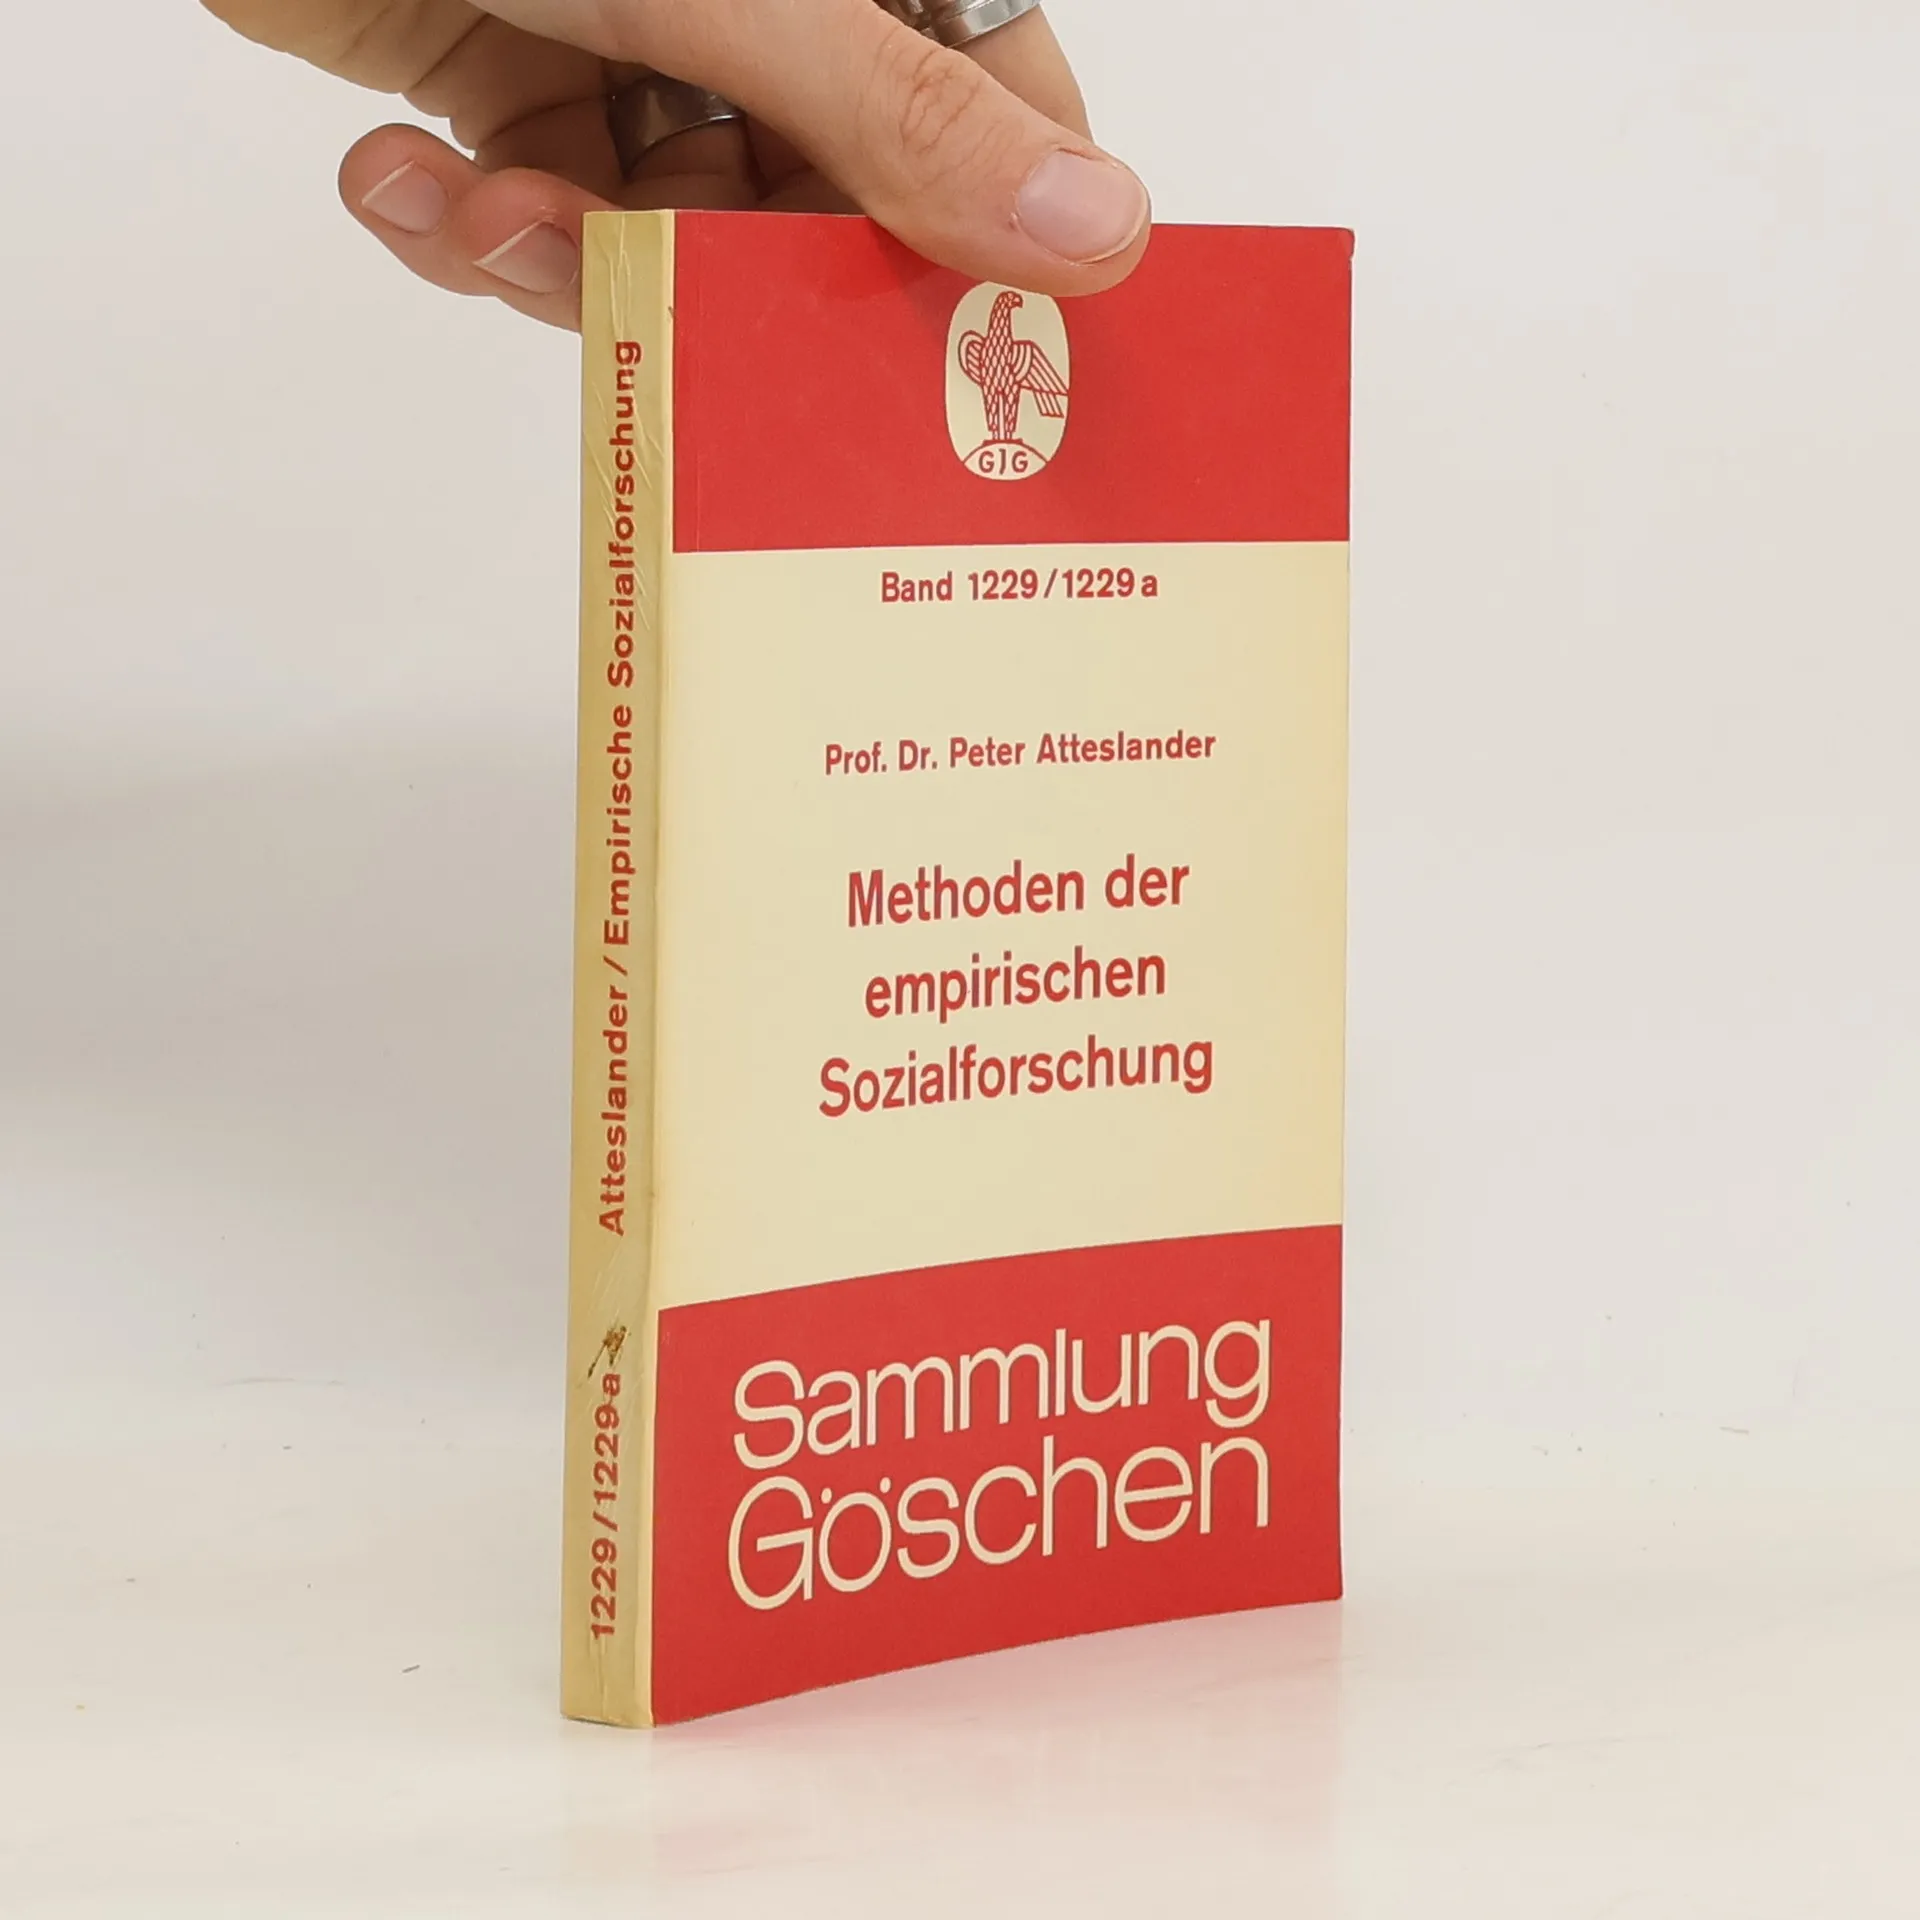 GJG
Band 1229/1229 a
Prof. Dr. Peter Atteslander
Methoden der
empirischen
Sozialforschung
Sammlung
Göschen
1229/1229 a Atteslander / Empirische Sozialforschung